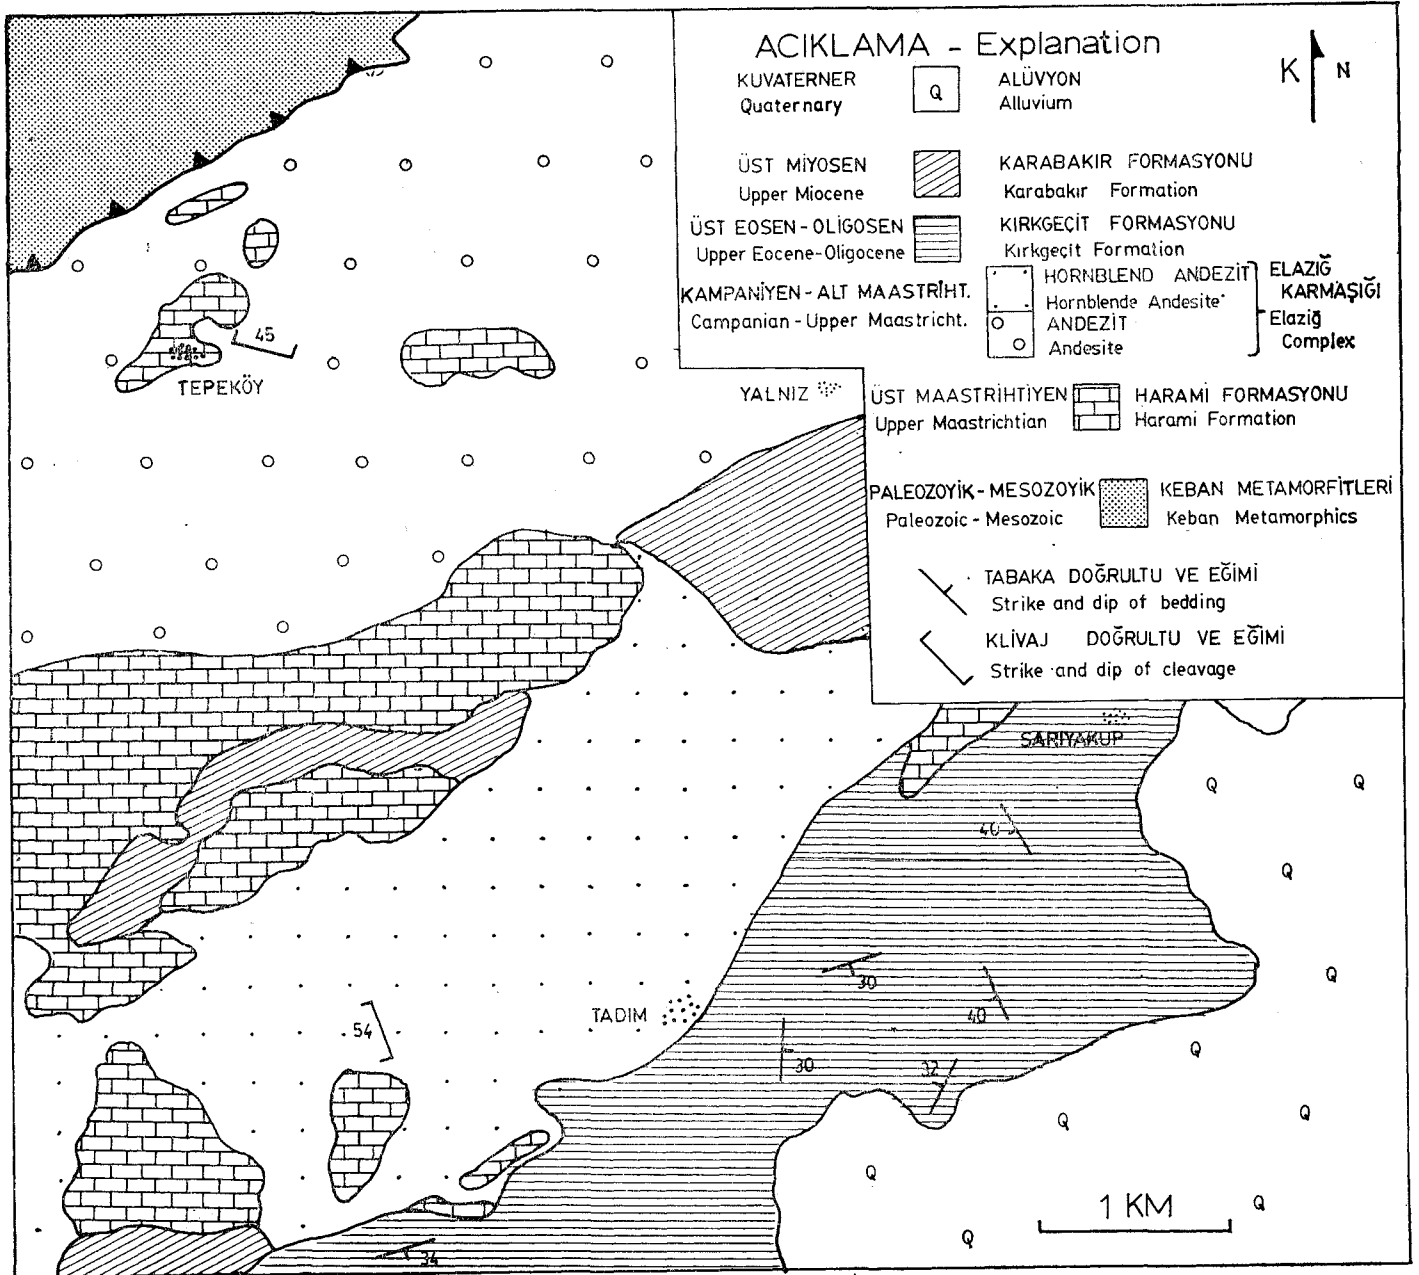 ACIKLAMA - Explanation
KUVATERNER
Quaternary
Q
ALÜVYON
Alluvium
K N
ÜST MİYOSEN
Upper Miocene
KARABAKIR FORMASYONU
Karabakır Formation
ÜST EOSEN-OLİGOSEN
Upper Eocene-Oligocene
KIRKGEÇİT FORMASYONU
Kırkgeçit Formation
KAMPANİYEN-ALT MAASTRİHT.
Campanian-Upper Maastricht.
HORNBLEND ANDEZİT
Hornblende Andesite
ANDEZİT
Andesite
ELAZIĞ
KARMAŞIĞI
Elazığ
Complex
ÜST MAASTRİHTİYEN
Upper Maastrichtian
HARAMİ FORMASYONU
Harami Formation
PALEOZOYİK-MESOZOYİK
Paleozoic-Mesozoic
KEBAN METAMORFİTLERİ
Keban Metamorphics
TABAKA DOĞRULTU VE EĞİMİ
Strike and dip of bedding
KLİVAJ DOĞRULTU VE EĞİMİ
Strike and dip of cleavage
45
TEPEKÖY
YALNIZ
SARIYAKUP
Q Q
40
Q
30
40
Q
TADIM
54
30
32
Q
Q
Q
Q
1 KM
Q
Q
34